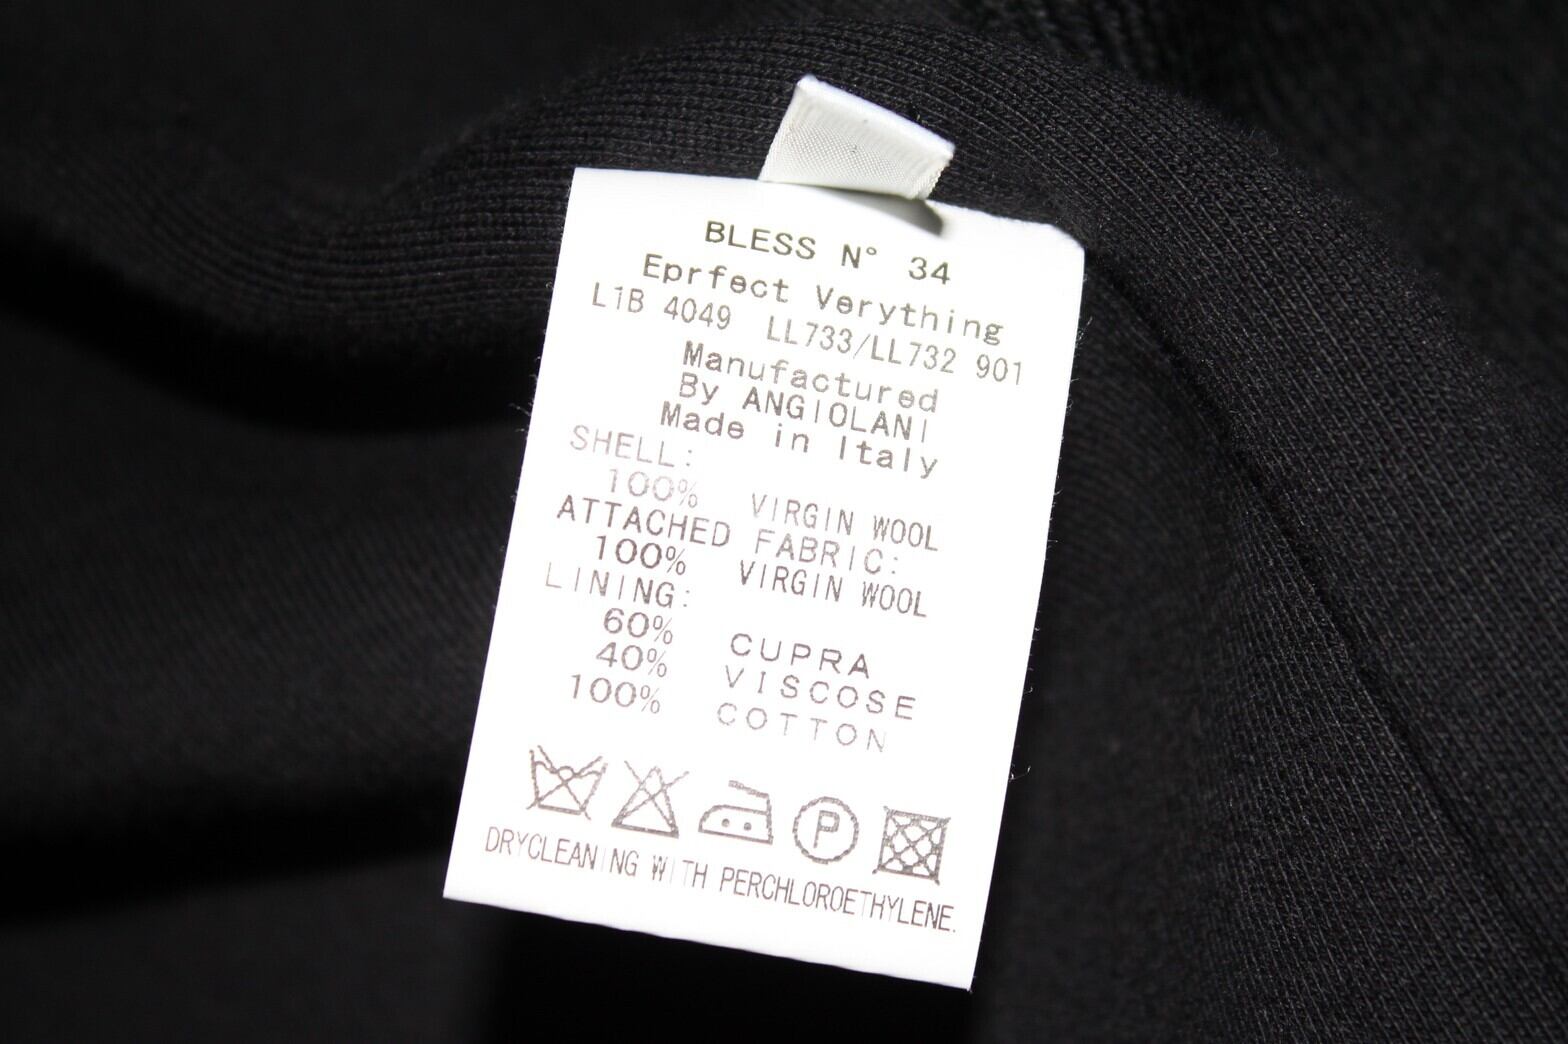 BLESS N° 34
Eprfect Verything
L1B 4049 LL733/LL732 901
Manufactured
By ANGIOLANI
Made in Italy
SHELL:
100% VIRGIN WOOL
ATTACHED FABRIC:
100% VIRGIN WOOL
LINING:
60% CUPRA
40% VISCOSE
100% COTTON
P
DRYCLEANING WITH PERCHLOROETHYLENE.